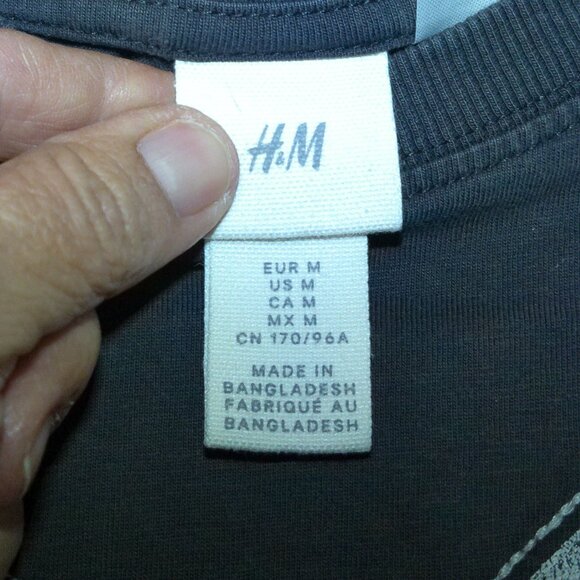 H&M
EUR M
US M
CA M
MX M
CN 170/96A
MADE IN
BANGLADESH
FABRIQUÉ AU
BANGLADESH